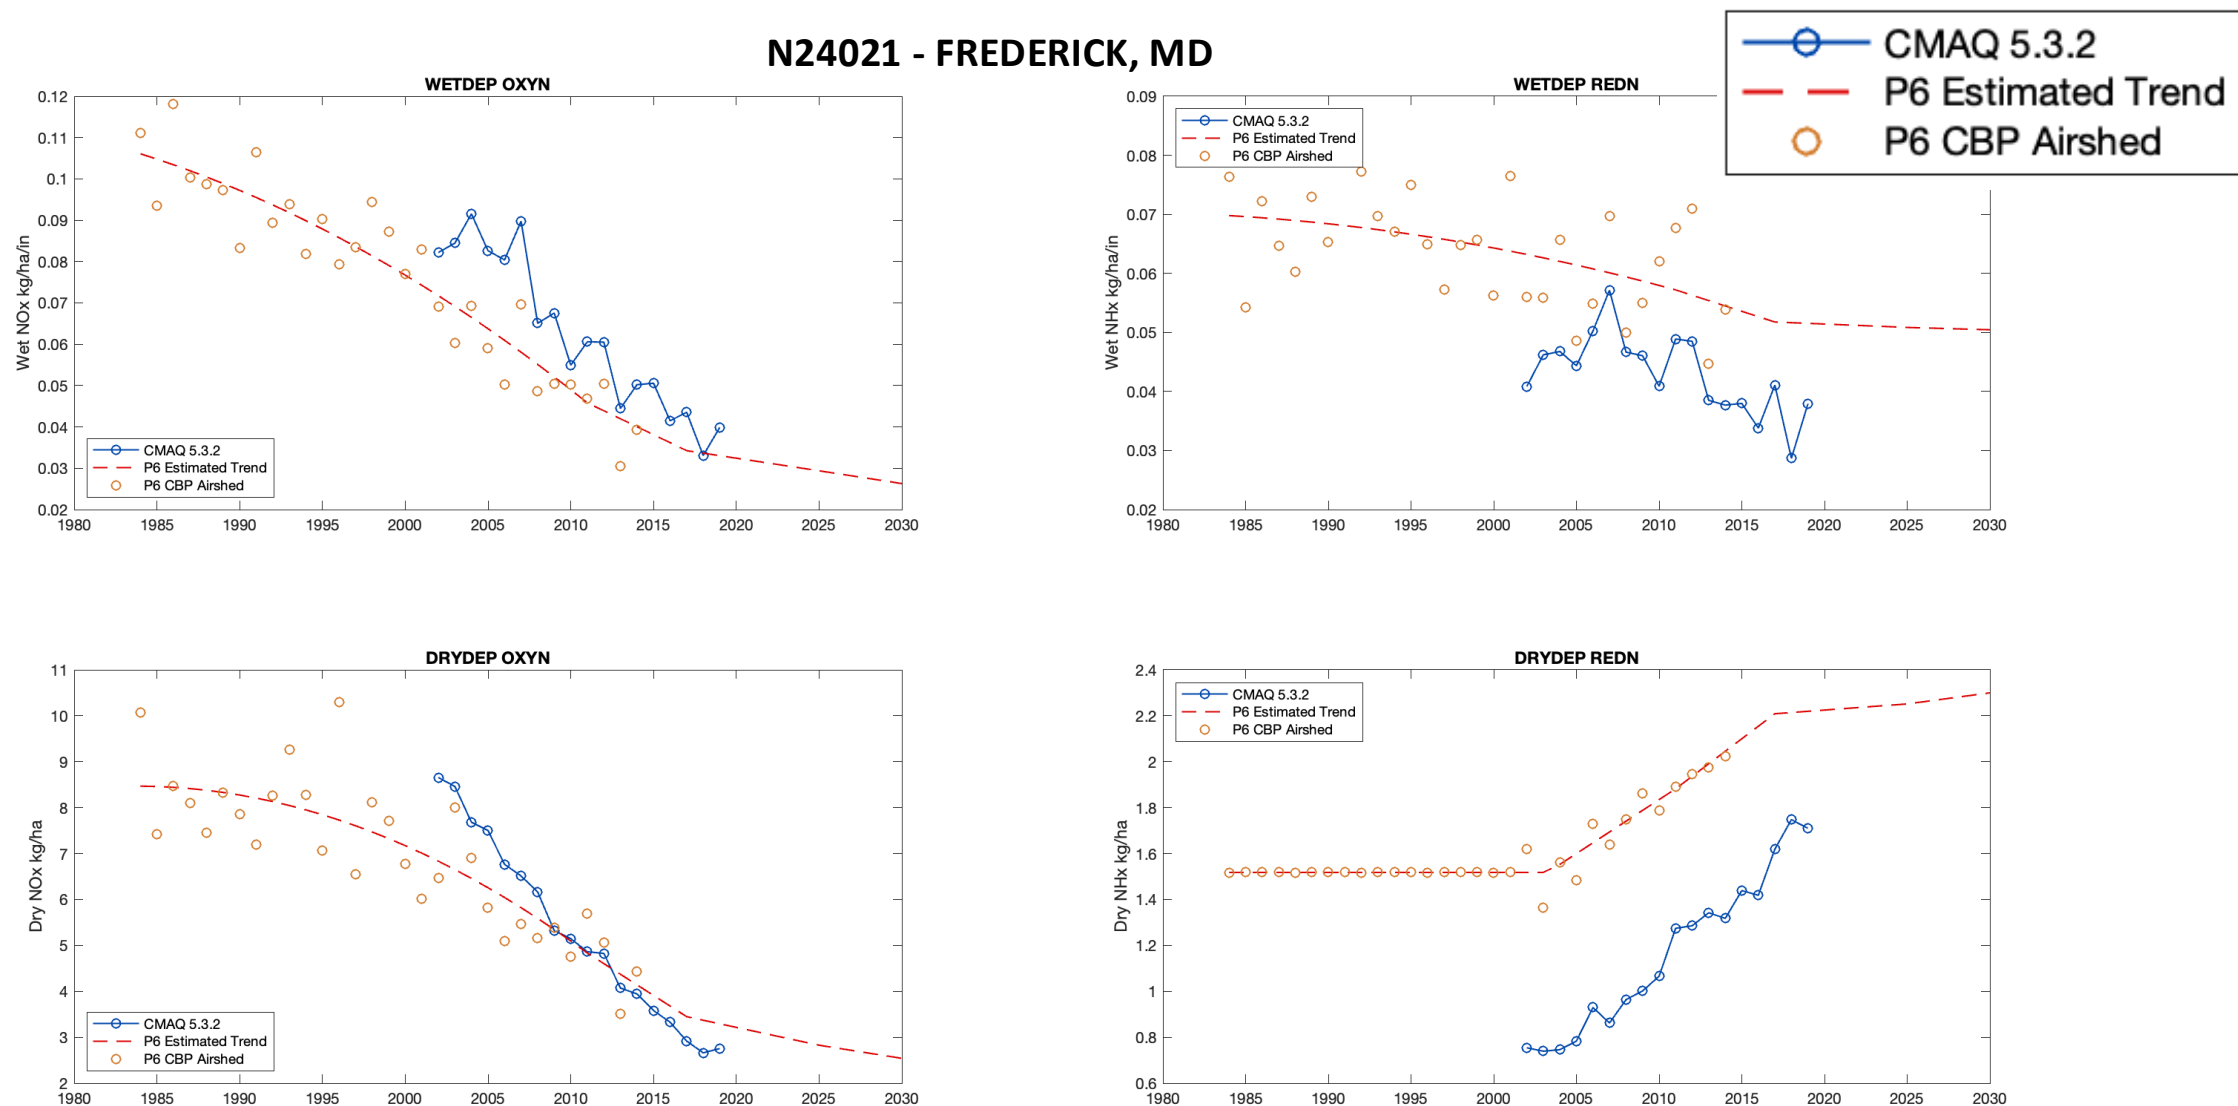 N24021 - FREDERICK, MD
CMAQ 5.3.2
P6 Estimated Trend
P6 CBP Airshed
WETDEP OXYN
0.12
0.11
0.1
0.09
0.08
0.07
0.06
0.05
0.04
0.03
0.02
Wet NOx kg/ha/in
CMAQ 5.3.2
P6 Estimated Trend
P6 CBP Airshed
1980 1985 1990 1995 2000 2005 2010 2015 2020 2025 2030
WETDEP REDN
0.09
0.08
0.07
0.06
0.05
0.04
0.03
0.02
Wet NHx kg/ha/in
CMAQ 5.3.2
P6 Estimated Trend
P6 CBP Airshed
1980 1985 1990 1995 2000 2005 2010 2015 2020 2025 2030
DRYDEP OXYN
11
10
9
8
7
6
5
4
3
2
Dry NOx kg/ha
CMAQ 5.3.2
P6 Estimated Trend
P6 CBP Airshed
1980 1985 1990 1995 2000 2005 2010 2015 2020 2025 2030
DRYDEP REDN
2.4
2.2
2
1.8
1.6
1.4
1.2
1
0.8
0.6
Dry NHx kg/ha
CMAQ 5.3.2
P6 Estimated Trend
P6 CBP Airshed
1980 1985 1990 1995 2000 2005 2010 2015 2020 2025 2030